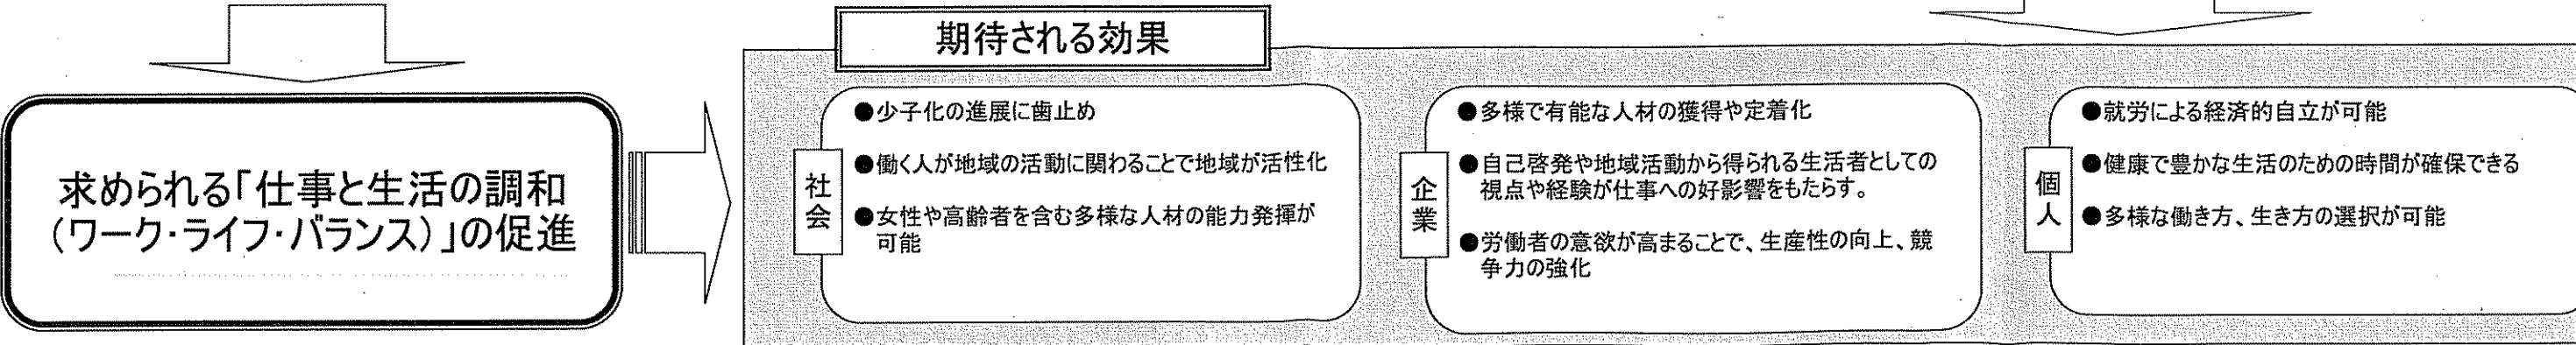 求められる「仕事と生活の調和
（ワーク・ライフ・バランス）」の促進
期待される効果
社会
●少子化の進展に歯止め
●働く人が地域の活動に関わることで地域が活性化
●女性や高齢者を含む多様な人材の能力発揮が
可能
企業
●多様で有能な人材の獲得や定着化
●自己啓発や地域活動から得られる生活者としての
視点や経験が仕事への好影響をもたらす。
●労働者の意欲が高まることで、生産性の向上、競
争力の強化
個人
●就労による経済的自立が可能
●健康で豊かな生活のための時間が確保できる
●多様な働き方、生き方の選択が可能